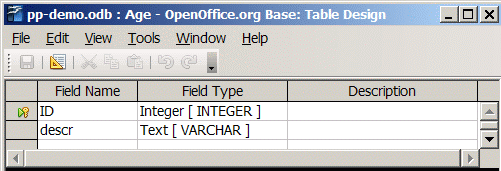 pp-demo.odb : Age - OpenOffice.org Base: Table Design
File Edit View Tools Window Help
Field Name Field Type Description
ID Integer [ INTEGER ]
descr Text [ VARCHAR ]